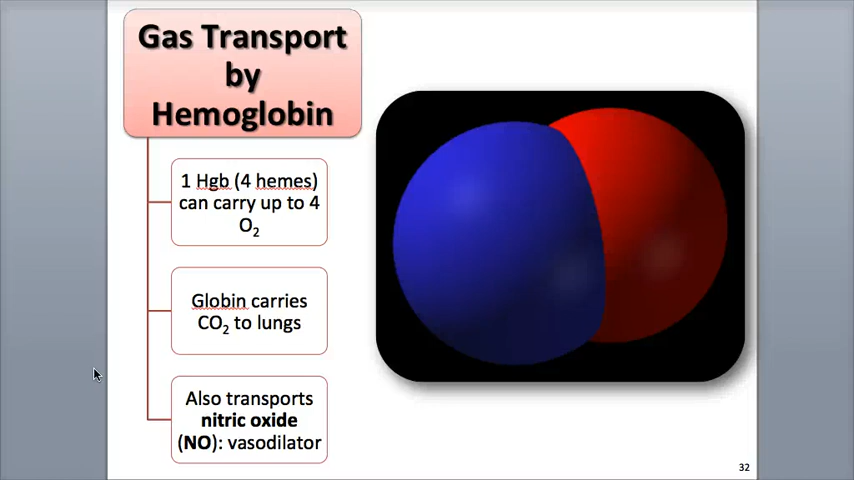 Gas Transport
by
Hemoglobin
1 Hgb (4 hemes)
can carry up to 4
O₂
Globin carries
CO₂ to lungs
Also transports
nitric oxide
(NO): vasodilator
32